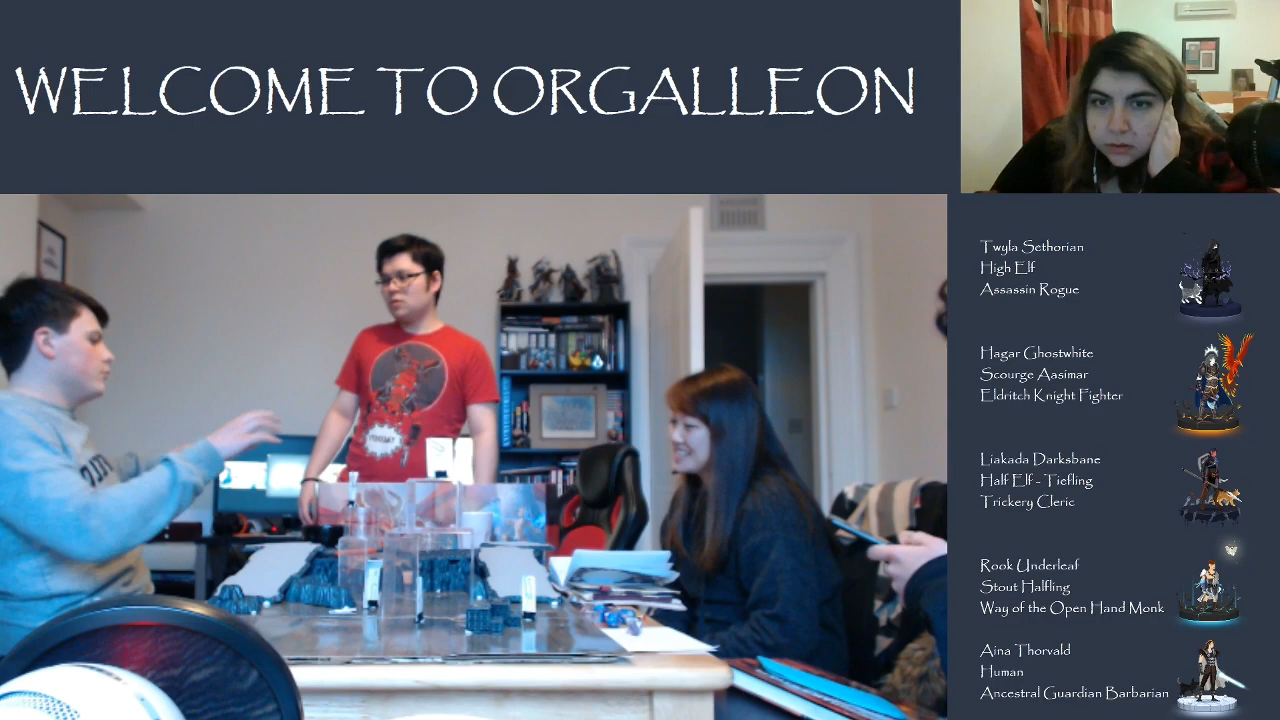 WELCOME TO ORGALLEON
Twyla Sethorian
High Elf
Assassin Rogue
Hagar Ghostwhite
Scourge Aasimar
Eldritch Knight Fighter
Liakada Darksbane
Half Elf - Tiefling
Trickery Cleric
Rook Underleaf
Stout Halfling
Way of the Open Hand Monk
Aina Thorvald
Human
Ancestral Guardian Barbarian